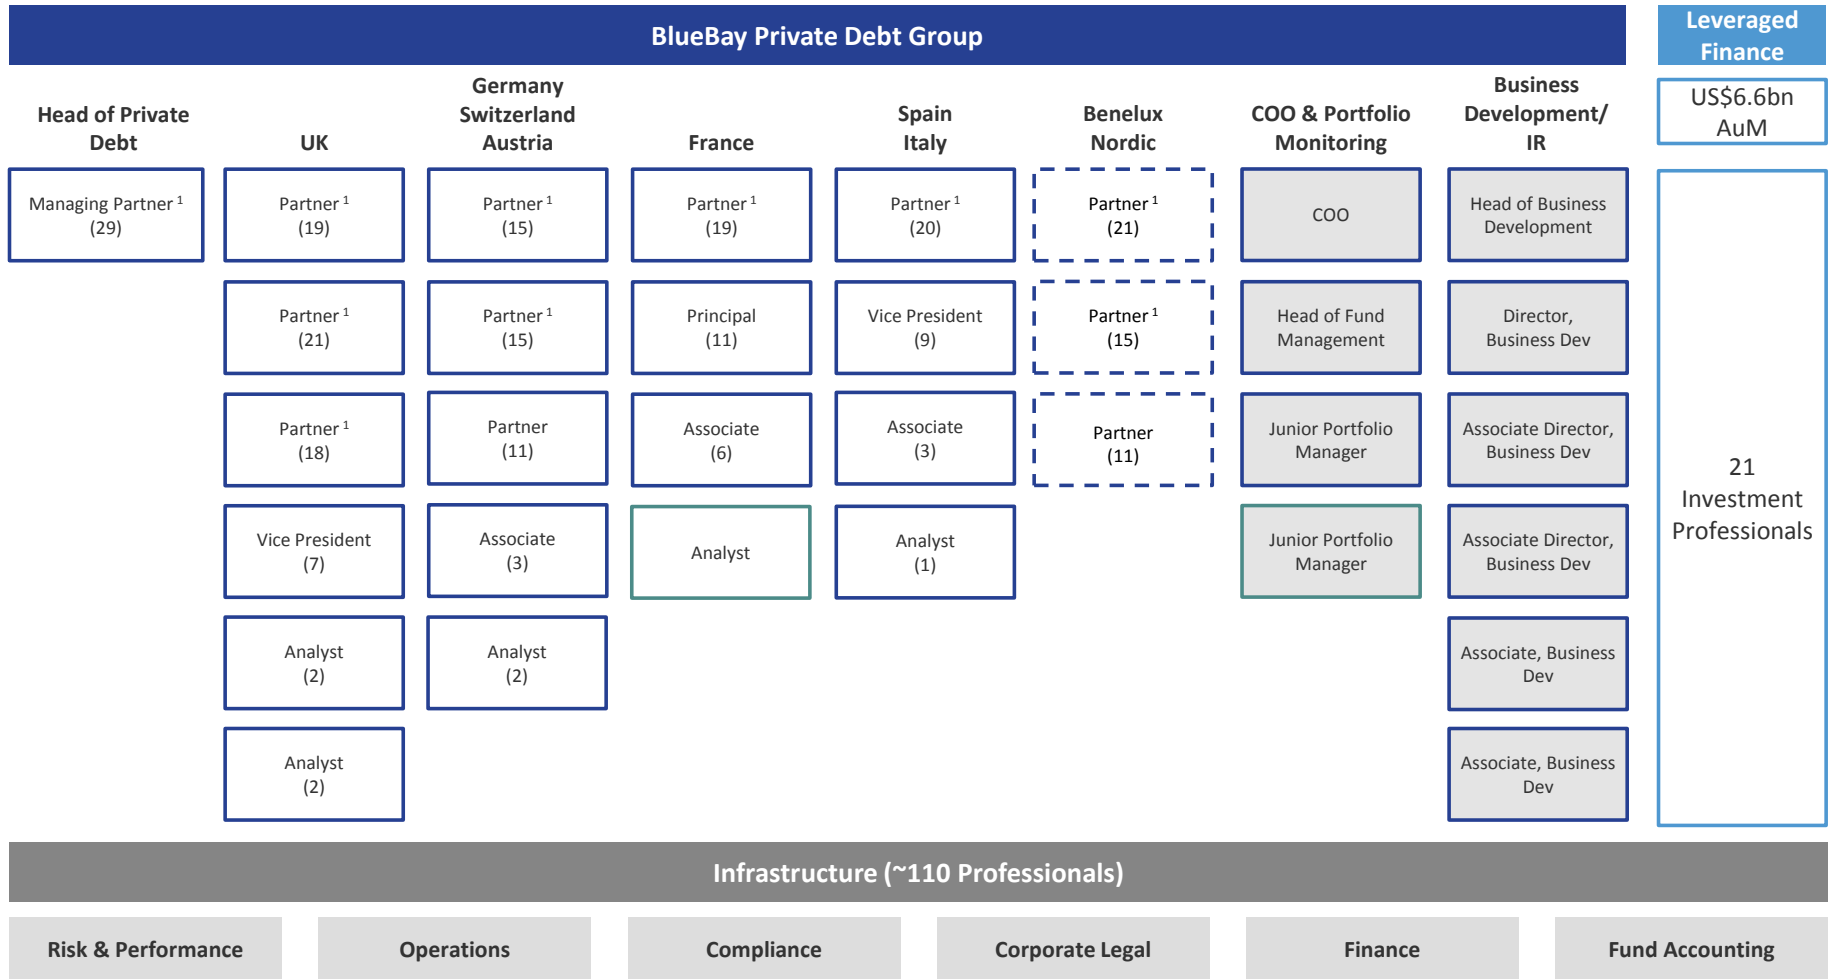 BlueBay Private Debt Group
Leveraged
Finance
US$6.6bn
AuM
21
Investment
Professionals
Head of Private
Debt
Managing Partner 1
(29)
UK
Partner 1
(19)
Partner 1
(21)
Partner 1
(18)
Vice President
(7)
Analyst
(2)
Analyst
(2)
Germany
Switzerland
Austria
Partner 1
(15)
Partner 1
(15)
Partner
(11)
Associate
(3)
Analyst
(2)
France
Partner 1
(19)
Principal
(11)
Associate
(6)
Analyst
Spain
Italy
Partner 1
(20)
Vice President
(9)
Associate
(3)
Analyst
(1)
Benelux
Nordic
Partner 1
(21)
Partner 1
(15)
Partner
(11)
COO & Portfolio
Monitoring
COO
Head of Fund
Management
Junior Portfolio
Manager
Junior Portfolio
Manager
Business
Development/
IR
Head of Business
Development
Director,
Business Dev
Associate Director,
Business Dev
Associate Director,
Business Dev
Associate, Business
Dev
Associate, Business
Dev
Infrastructure (~110 Professionals)
Risk & Performance
Operations
Compliance
Corporate Legal
Finance
Fund Accounting